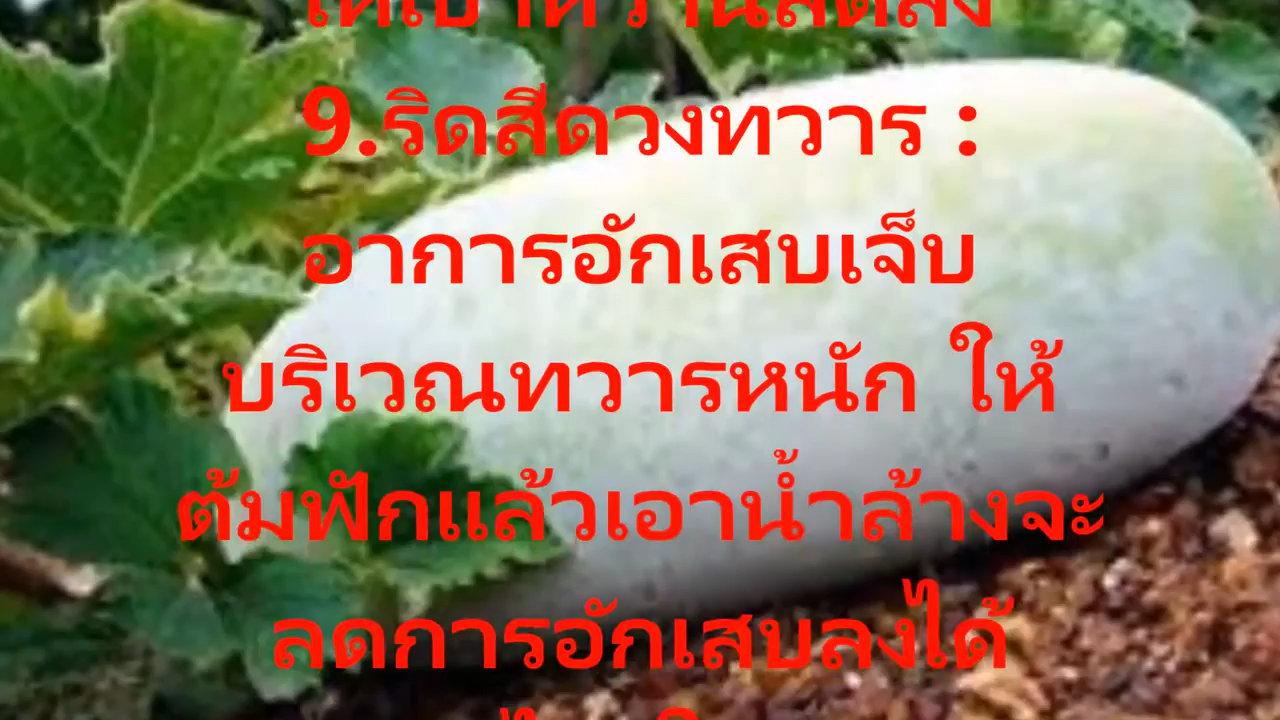 9.ริดสีดวงทวาร :
อาการอักเสบเจ็บ
บริเวณทวารหนัก ให้
ต้มฟักแล้วเอาน้ำล้างจะ
ลดการอักเสบลงได้